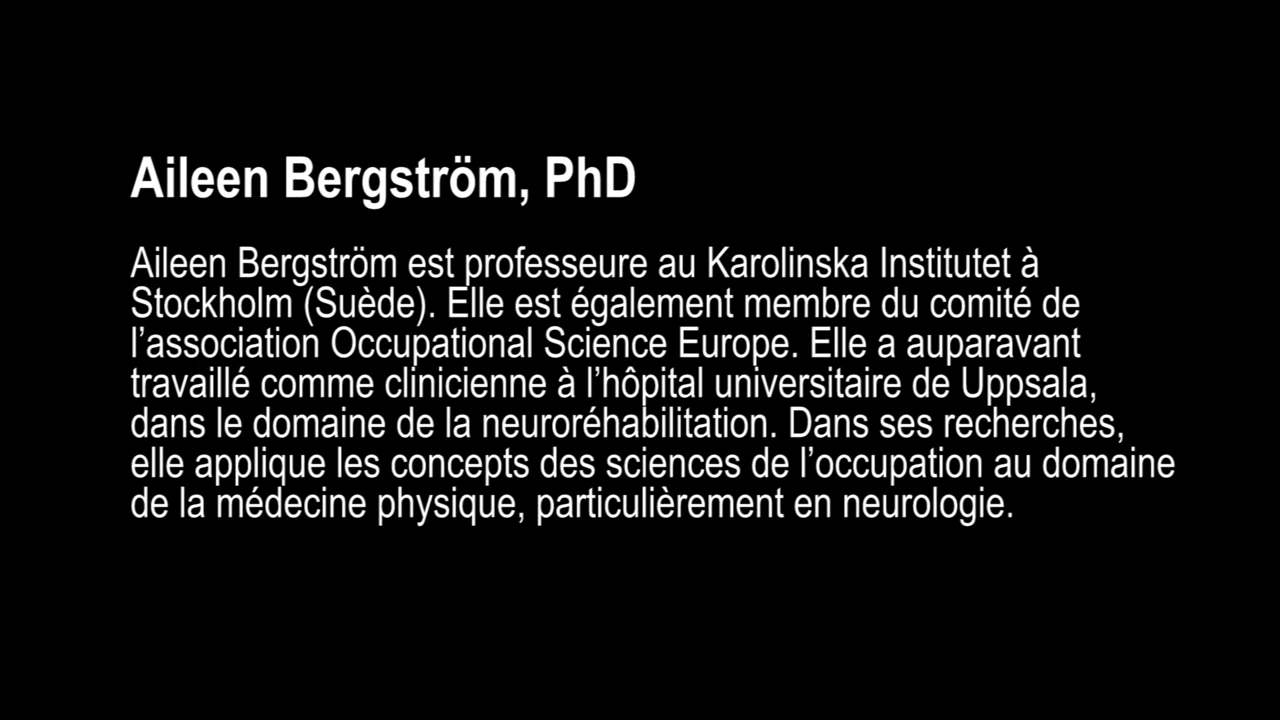 Aileen Bergström, PhD
Aileen Bergström est professeure au Karolinska Institutet à
Stockholm (Suède). Elle est également membre du comité de
l’association Occupational Science Europe. Elle a auparavant
travaillé comme clinicienne à l’hôpital universitaire de Uppsala,
dans le domaine de la neuroréhabilitation. Dans ses recherches,
elle applique les concepts des sciences de l’occupation au domaine
de la médecine physique, particulièrement en neurologie.